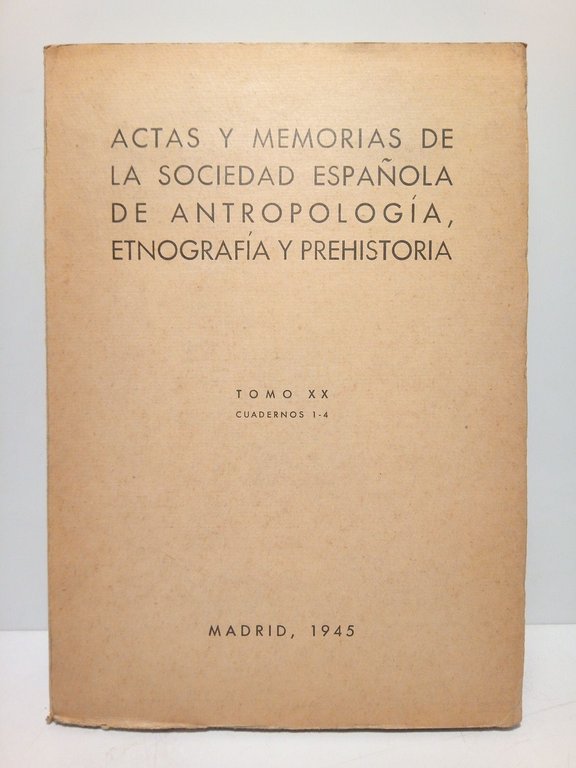 ACTAS Y MEMORIAS DE
LA SOCIEDAD ESPAÑOLA
DE ANTROPOLOGÍA,
ETNOGRAFÍA Y PREHISTORIA
TOMO XX
CUADERNOS 1-4
MADRID, 1945